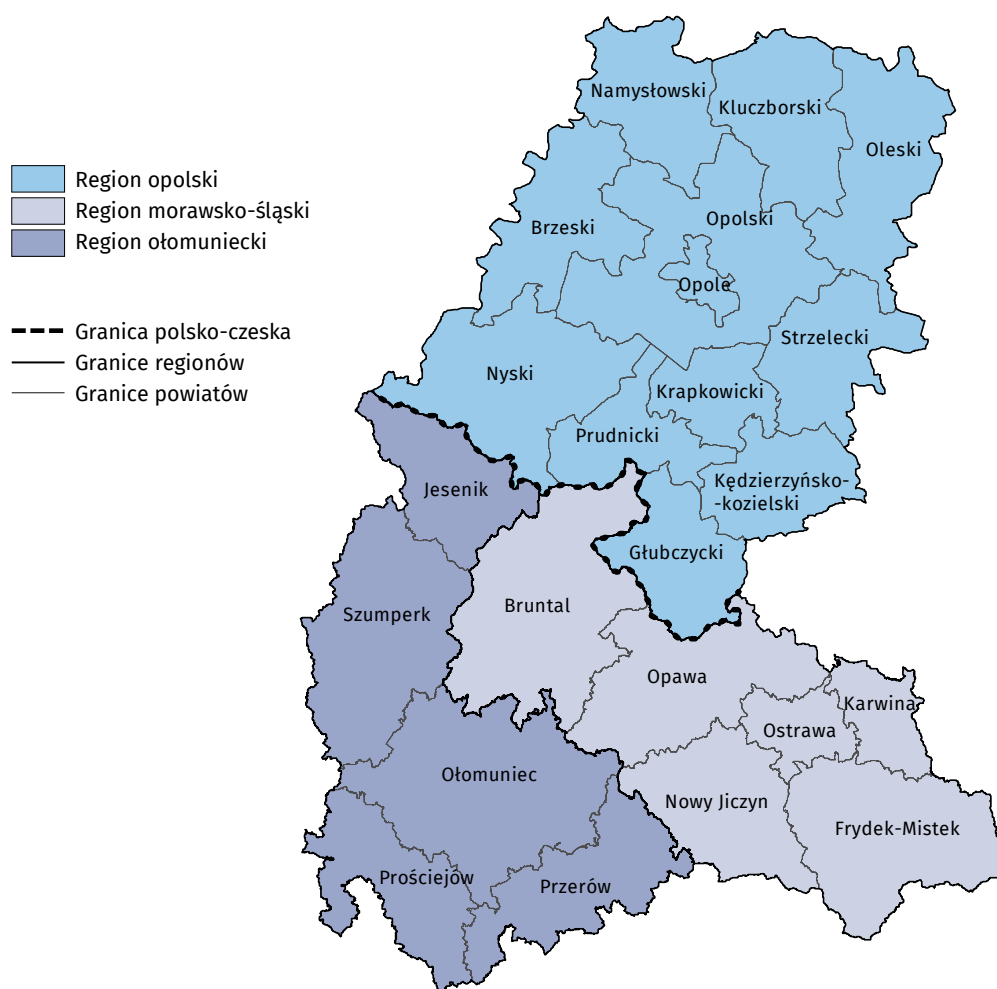 Region opolski
Region morawsko-śląski
Region ołomuniecki
Granica polsko-czeska
Granice regionów
Granice powiatów
Namysłowski
Kluczborski
Oleski
Brzeski
Opolski
Opole
Strzelecki
Nyski
Krapkowicki
Prudnicki
Kędzierzyńsko-
-kozielski
Jesenik
Głubczycki
Szumperk
Bruntal
Opawa
Karwina
Ostrawa
Ołomuniec
Nowy Jiczyn
Frydek-Mistek
Prościejów
Przerów